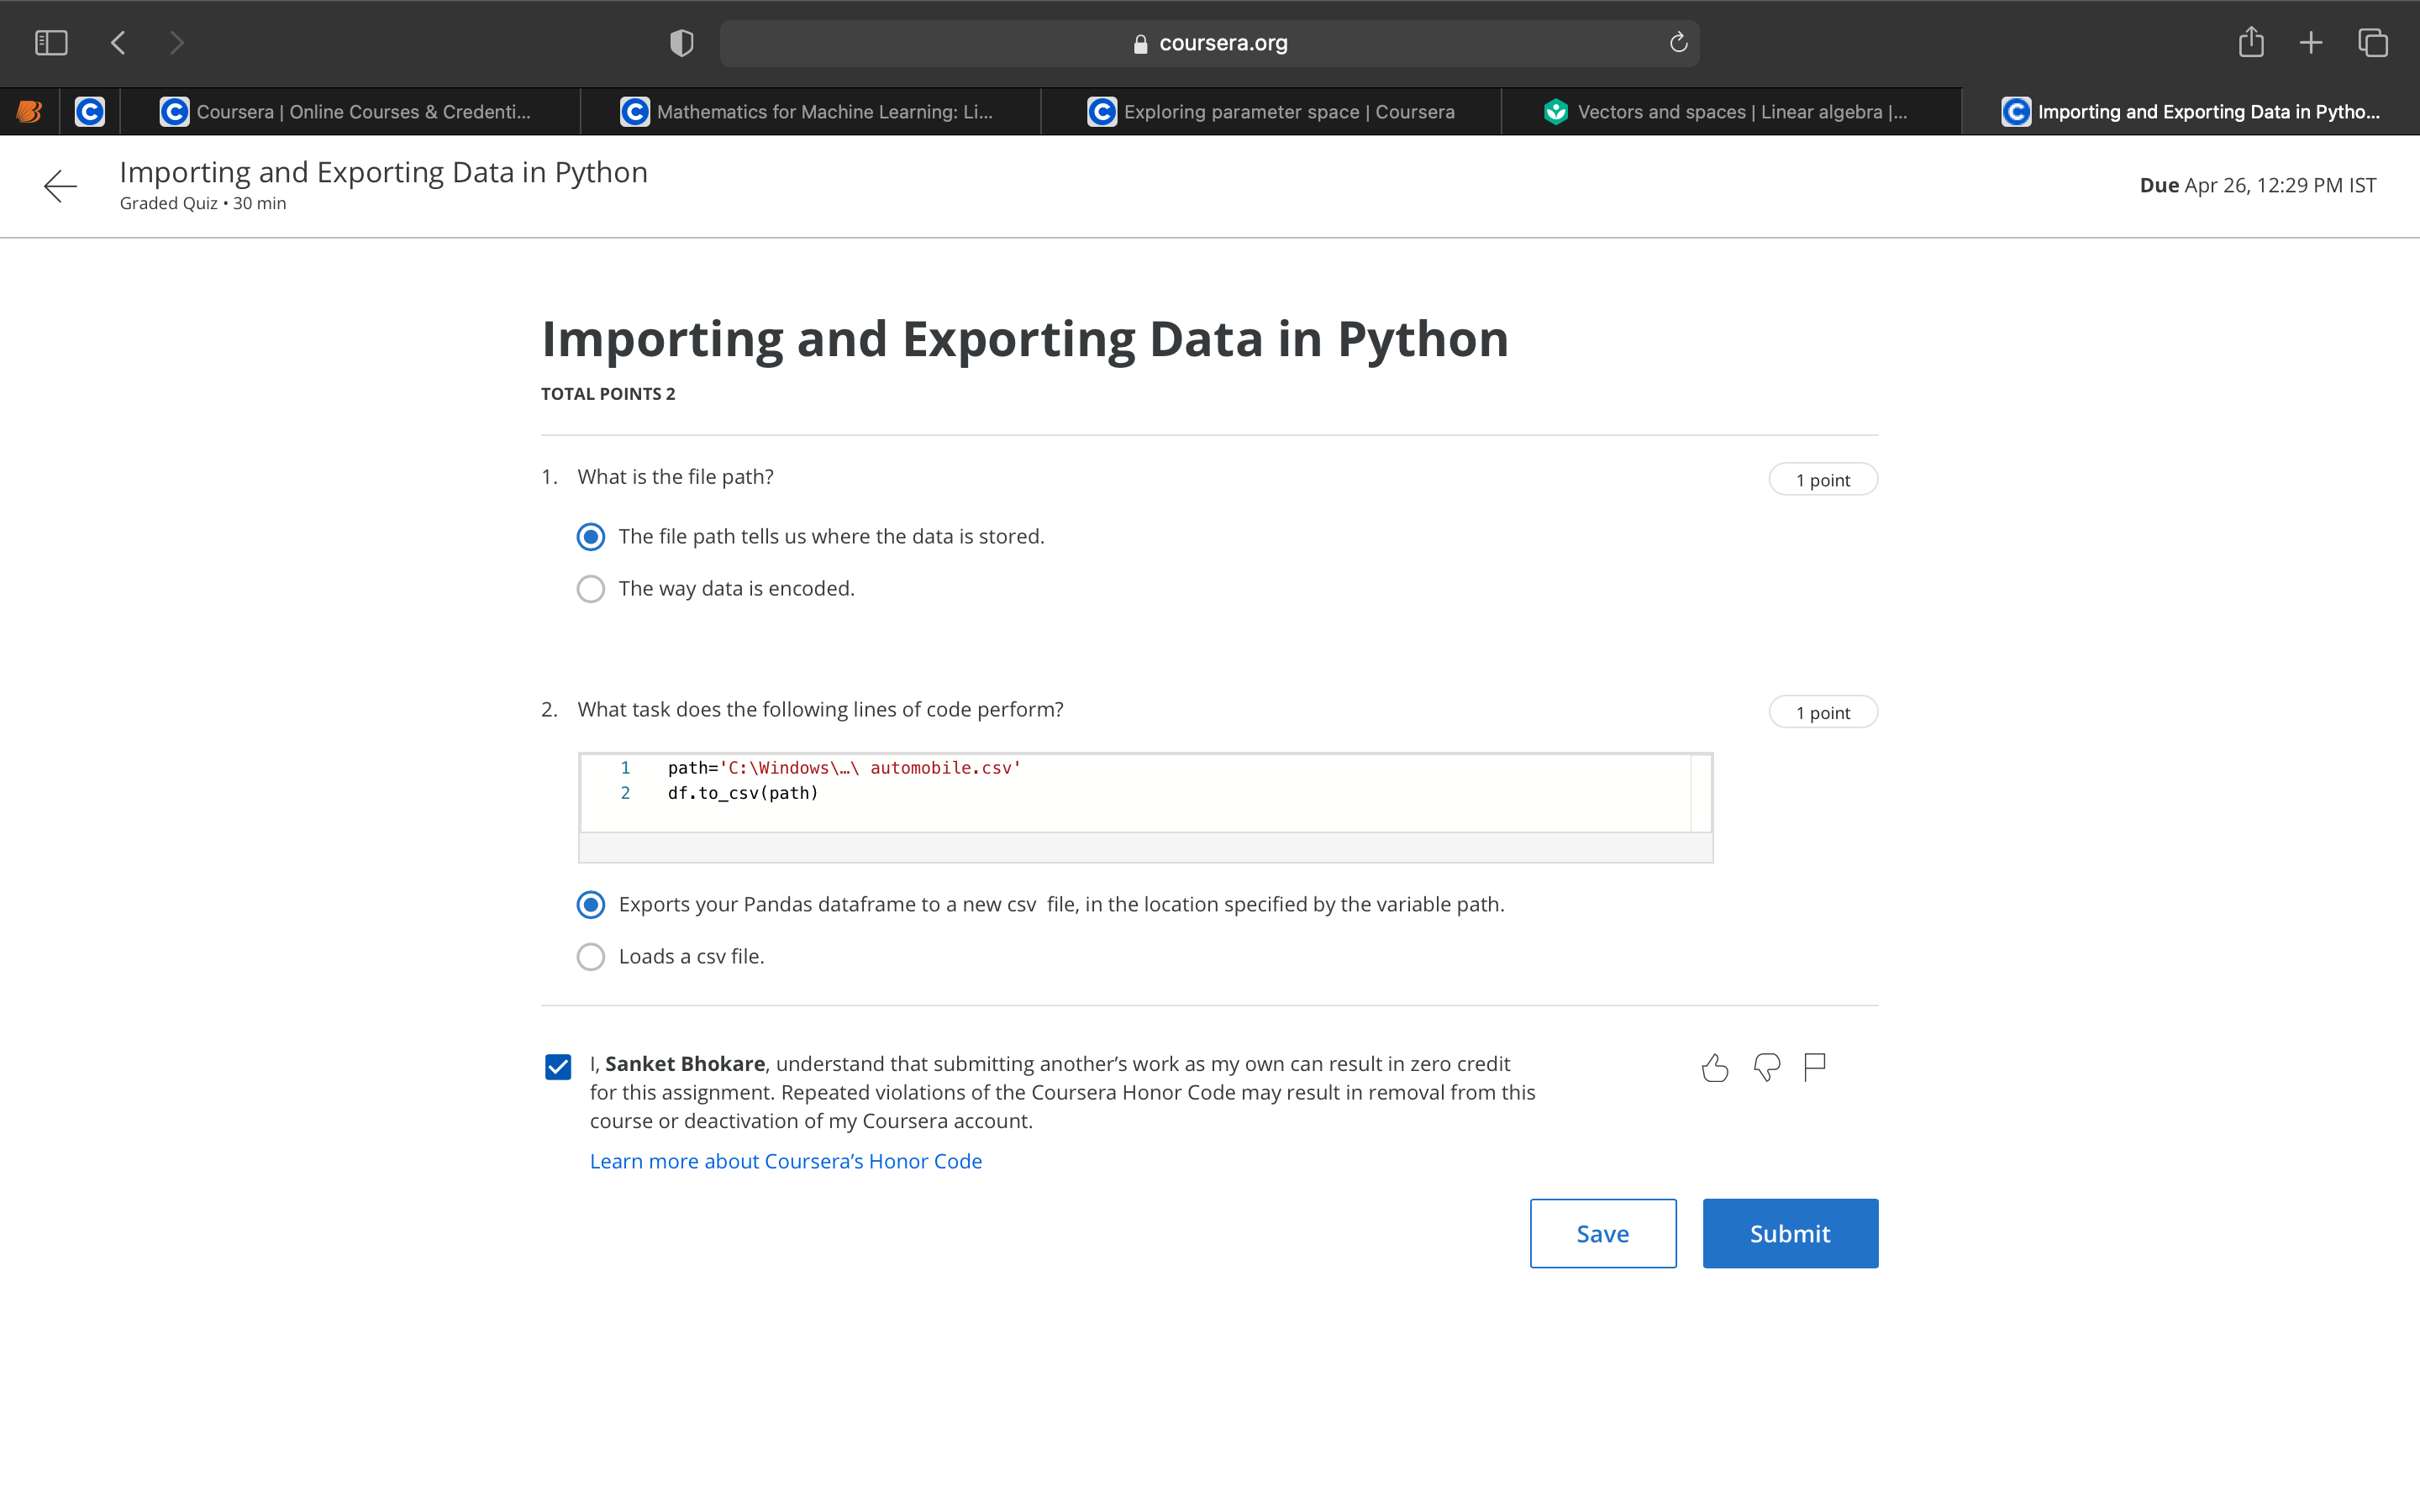 coursera.org
Coursera | Online Courses & Credenti...
Mathematics for Machine Learning: Li...
Exploring parameter space | Coursera
Vectors and spaces | Linear algebra |...
Importing and Exporting Data in Pytho...
Importing and Exporting Data in Python
Graded Quiz • 30 min
Due Apr 26, 12:29 PM IST
Importing and Exporting Data in Python
TOTAL POINTS 2
1. What is the file path?
1 point
The file path tells us where the data is stored.
The way data is encoded.
2. What task does the following lines of code perform?
1 point
1 path='C:\Windows\…\ automobile.csv'
2 df.to_csv(path)
Exports your Pandas dataframe to a new csv  file, in the location specified by the variable path.
Loads a csv file.
I, Sanket Bhokare, understand that submitting another’s work as my own can result in zero credit
for this assignment. Repeated violations of the Coursera Honor Code may result in removal from this
course or deactivation of my Coursera account.
Learn more about Coursera’s Honor Code
Save
Submit